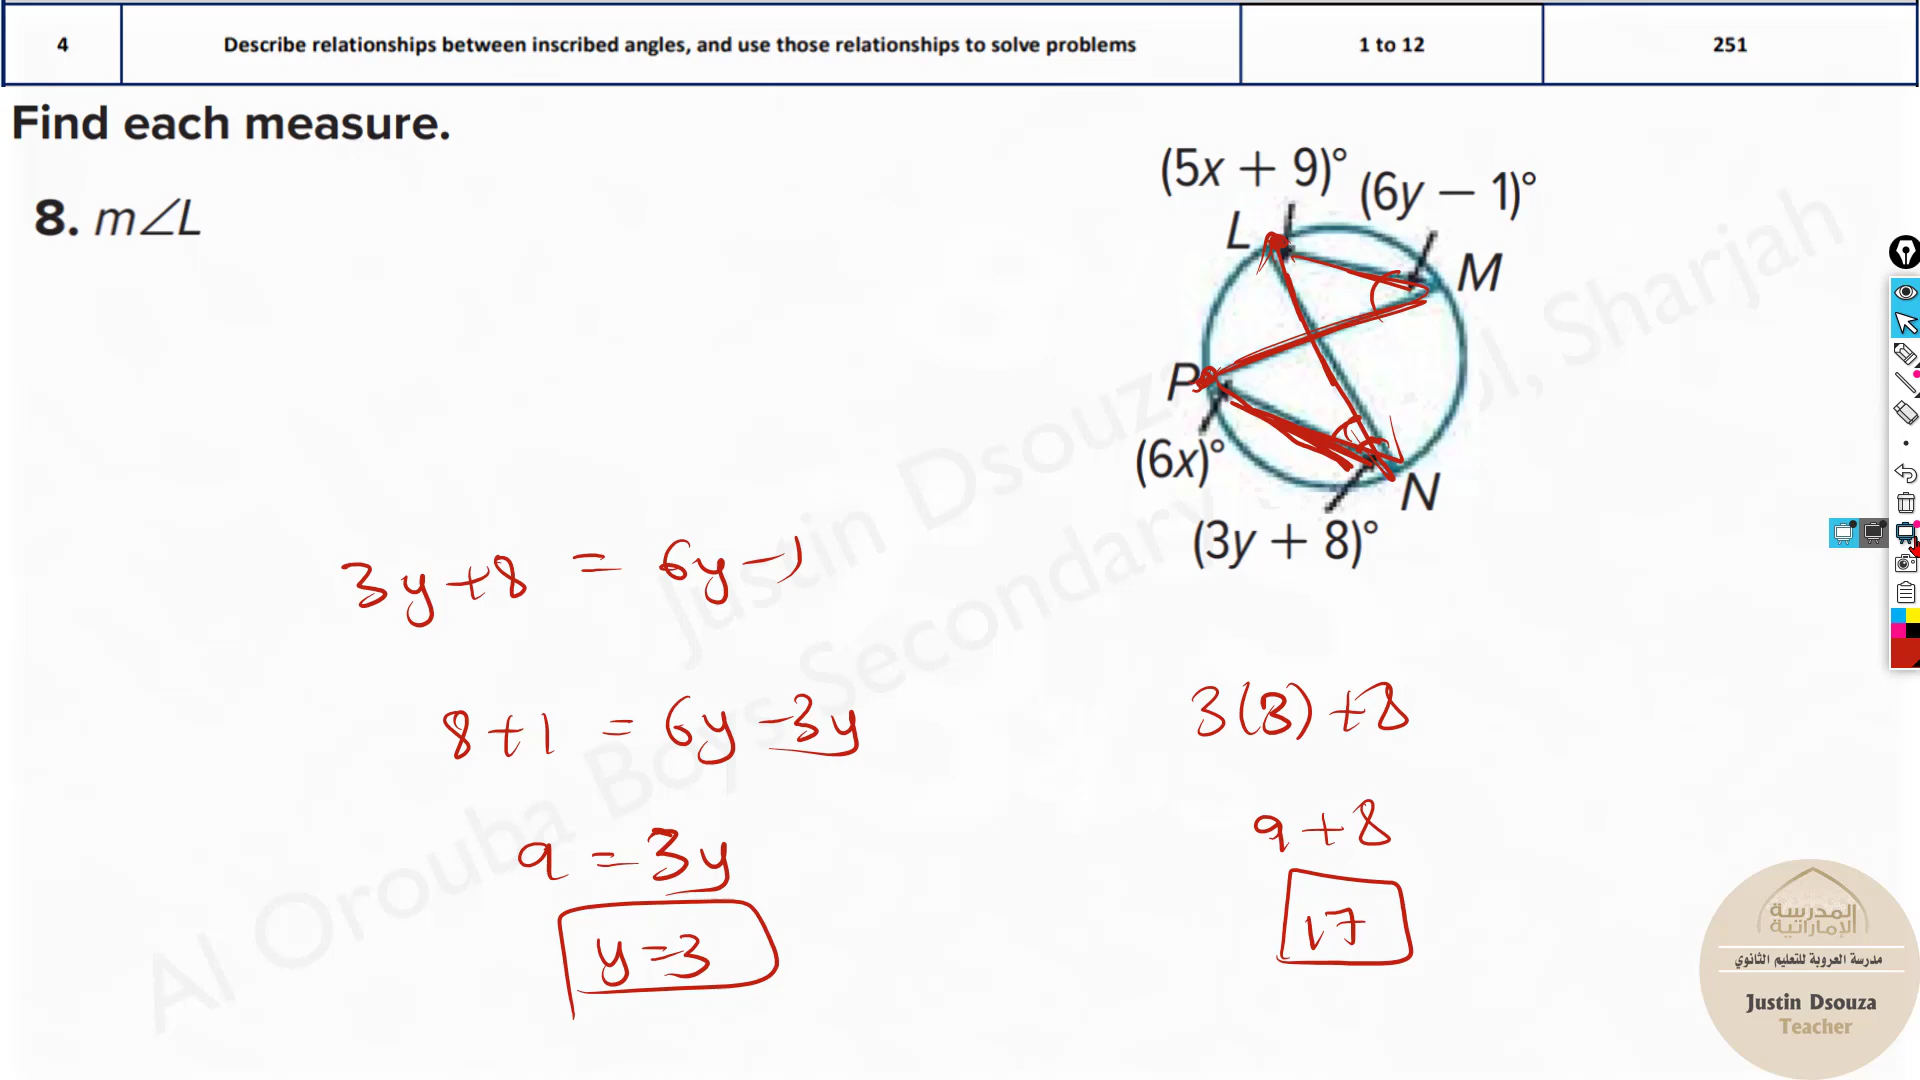 4 Describe relationships between inscribed angles, and use those relationships to solve problems 1 to 12 251
Find each measure.
8. m∠L
(5x + 9)°
(6y − 1)°
L
M
P
(6x)°
N
(3y + 8)°
3y+8 = 6y−1
8+1 = 6y−3y
9 = 3y
y=3
3(3)+8
9+8
17
Justin Dsouza
Al Orouba Boys Secondary School, Sharjah
المدرسة
الإماراتية
مدرسة العروبة للتعليم الثانوي
Justin Dsouza
Teacher